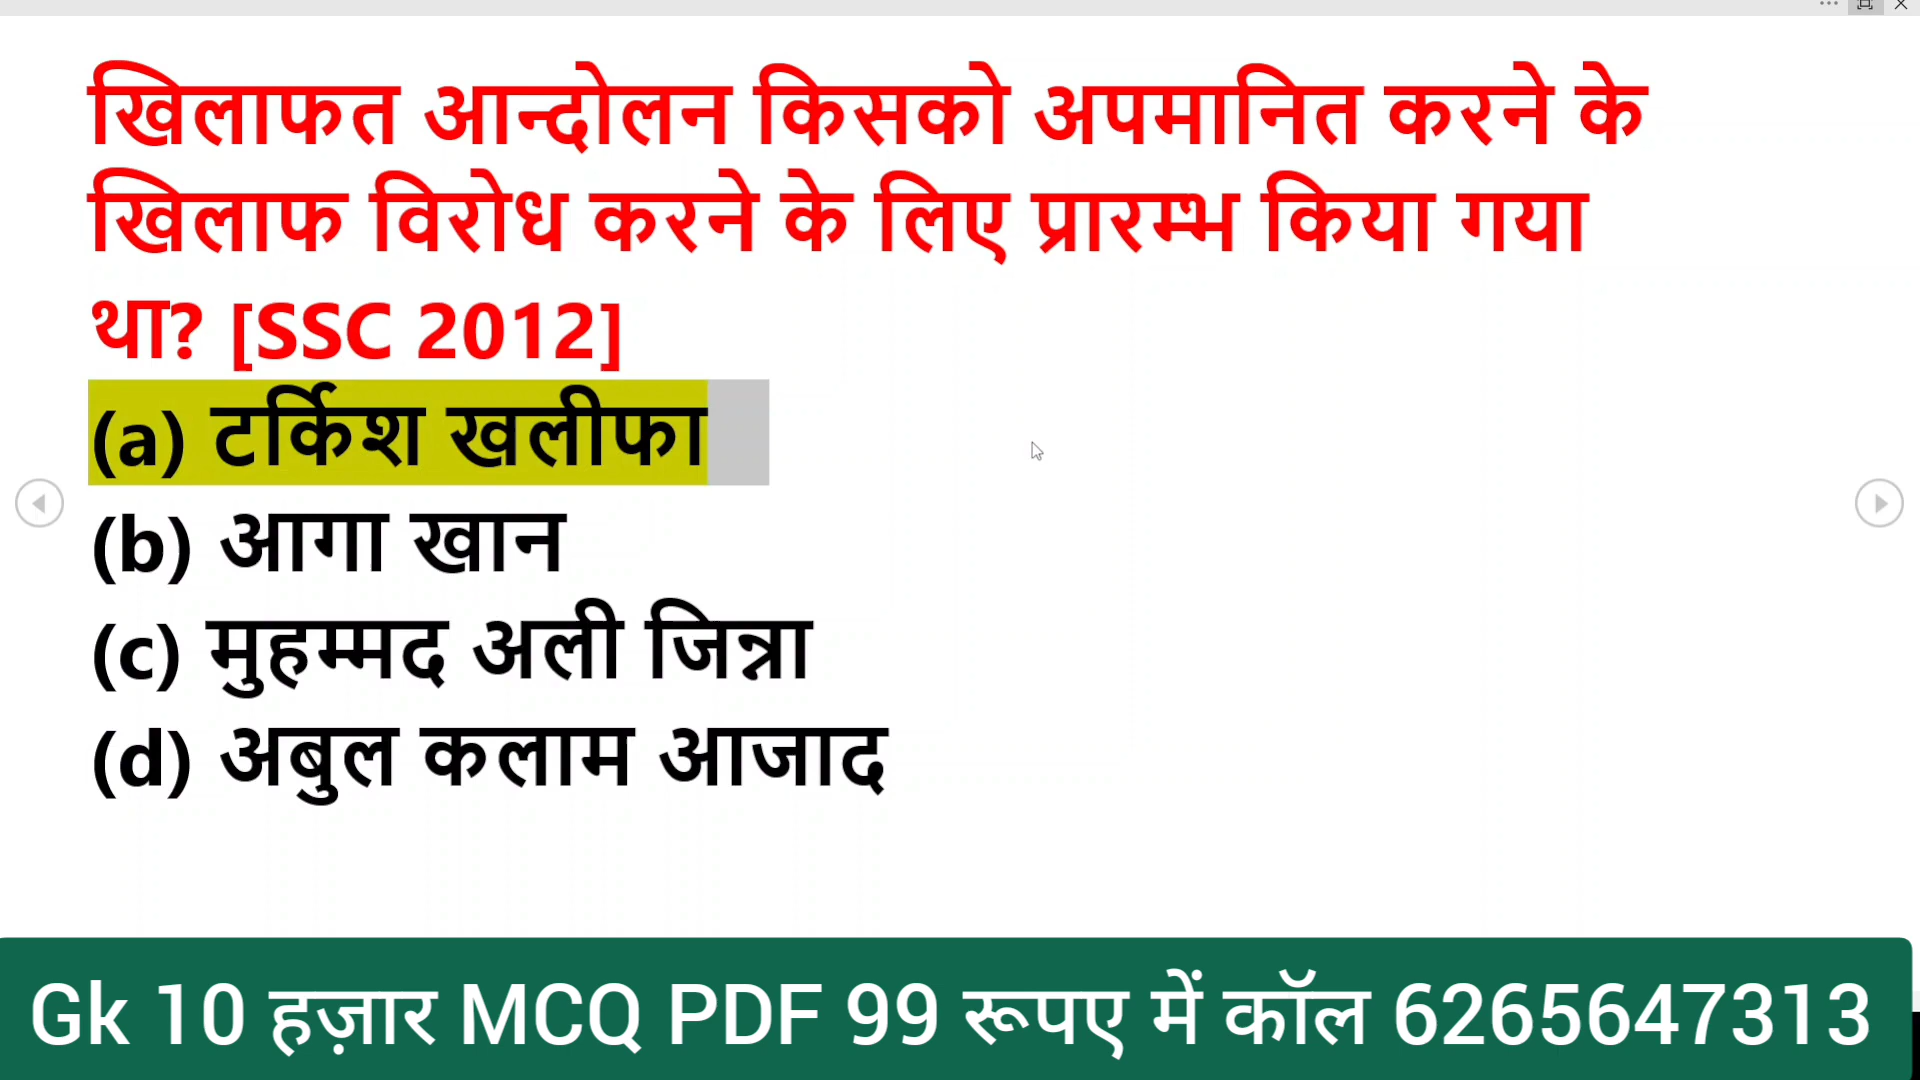 खिलाफत आन्दोलन किसको अपमानित करने के
खिलाफ विरोध करने के लिए प्रारम्भ किया गया
था? [SSC 2012]
(a) टर्किश खलीफा
(b) आगा खान
(c) मुहम्मद अली जिन्ना
(d) अबुल कलाम आजाद
Gk 10 हज़ार MCQ PDF 99 रूपए में कॉल 6265647313